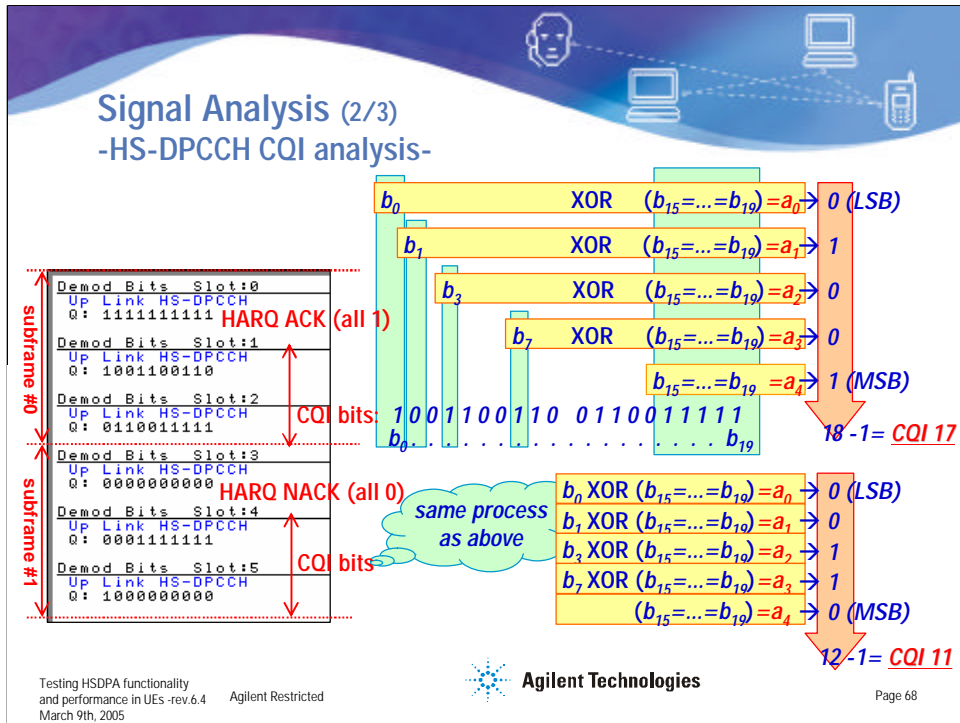 Signal Analysis (2/3)
-HS-DPCCH CQI analysis-
subframe #0
subframe #1
Demod Bits Slot:0
Up Link HS-DPCCH
Q: 1111111111
HARQ ACK (all 1)
Demod Bits Slot:1
Up Link HS-DPCCH
Q: 1001100110
Demod Bits Slot:2
Up Link HS-DPCCH
Q: 0110011111
Demod Bits Slot:3
Up Link HS-DPCCH
Q: 0000000000
HARQ NACK (all 0)
Demod Bits Slot:4
Up Link HS-DPCCH
Q: 0001111111
CQI bits
Demod Bits Slot:5
Up Link HS-DPCCH
Q: 1000000000
b0 XOR (b15=...=b19)=a0→ 0 (LSB)
b1 XOR (b15=...=b19)=a1→ 1
b3 XOR (b15=...=b19)=a2→ 0
b7 XOR (b15=...=b19)=a3→ 0
b15=...=b19 =a4→ 1 (MSB)
CQI bits: 1 0 0 1 1 0 0 1 1 0 0 1 1 0 0 1 1 1 1 1
b0. . . . . . . . . . . . . . . . . . . b19
18 -1= CQI 17
same process
as above
b0 XOR (b15=...=b19)=a0→ 0 (LSB)
b1 XOR (b15=...=b19)=a1→ 0
b3 XOR (b15=...=b19)=a2→ 1
b7 XOR (b15=...=b19)=a3→ 1
(b15=...=b19)=a4→ 0 (MSB)
12 -1= CQI 11
Testing HSDPA functionality
and performance in UEs -rev.6.4
March 9th, 2005
Agilent Restricted
Agilent Technologies
Page 68